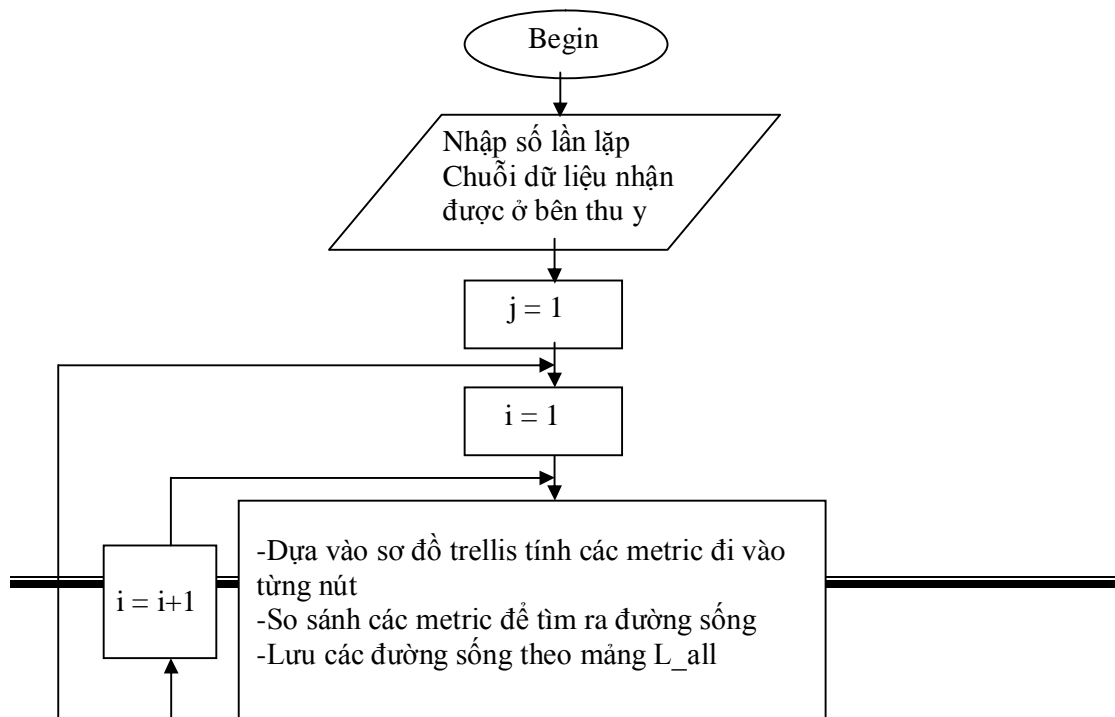 Begin
Nhập số lần lặp
Chuỗi dữ liệu nhận
được ở bên thu y
j = 1
i = 1
-Dựa vào sơ đồ trellis tính các metric đi vào
từng nút
i = i+1
-So sánh các metric để tìm ra đường sống
-Lưu các đường sống theo mảng L_all